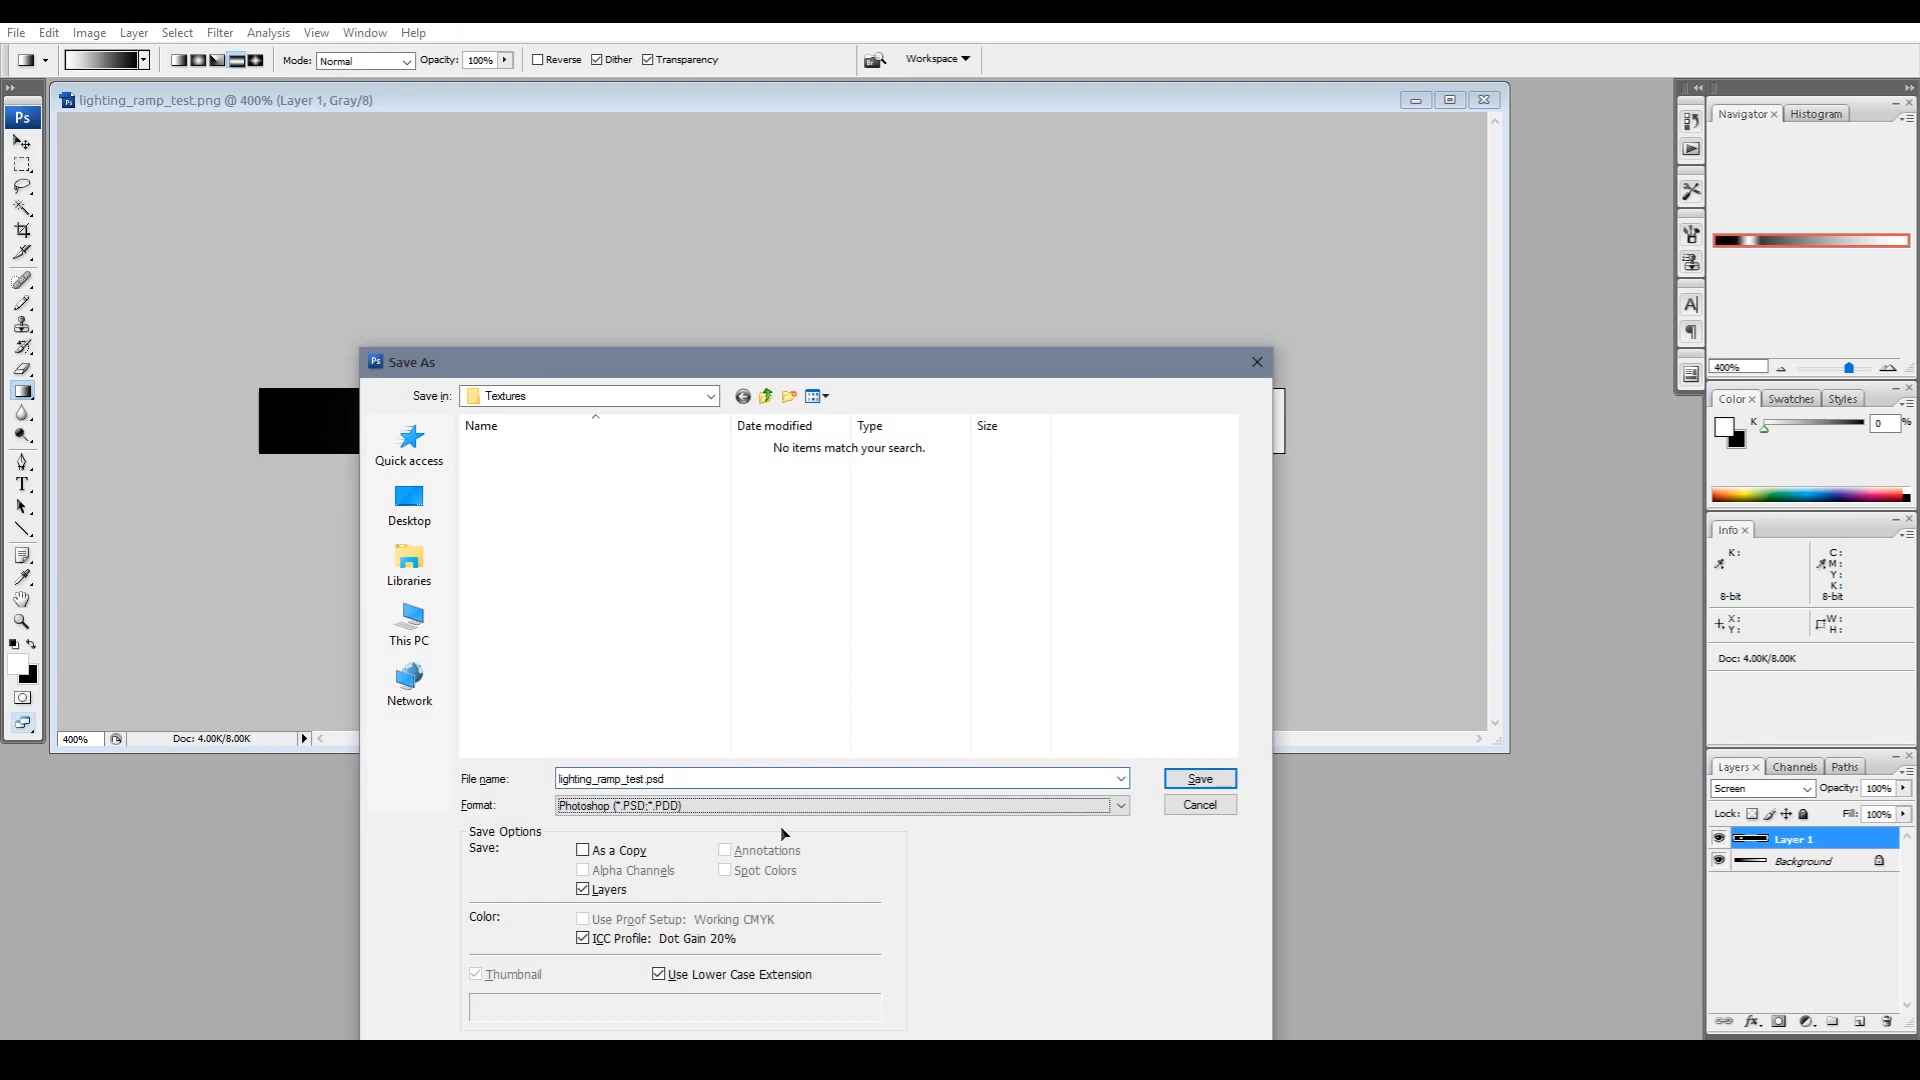 File Edit Image Layer Select Filter Analysis View Window Help
Mode: Normal Opacity: 100% Reverse Dither Transparency Workspace
lighting_ramp_test.png @ 400% (Layer 1, Gray/8)
Ps
Navigator Histogram
400%
Color Swatches Styles
K 0 %
Info
K: C:
M:
Y:
K:
8-bit 8-bit
X: W:
Y: H:
Doc: 4.00K/8.00K
Layers Channels Paths
Screen Opacity: 100%
Lock: Fill: 100%
Layer 1
Background
400% Doc: 4.00K/8.00K
Ps Save As
Save in: Textures
Name Date modified Type Size
No items match your search.
Quick access
Desktop
Libraries
This PC
Network
File name: lighting_ramp_test.psd Save
Format: Photoshop (*.PSD;*.PDD) Cancel
Save Options
Save: As a Copy Annotations
Alpha Channels Spot Colors
Layers
Color: Use Proof Setup: Working CMYK
ICC Profile: Dot Gain 20%
Thumbnail Use Lower Case Extension